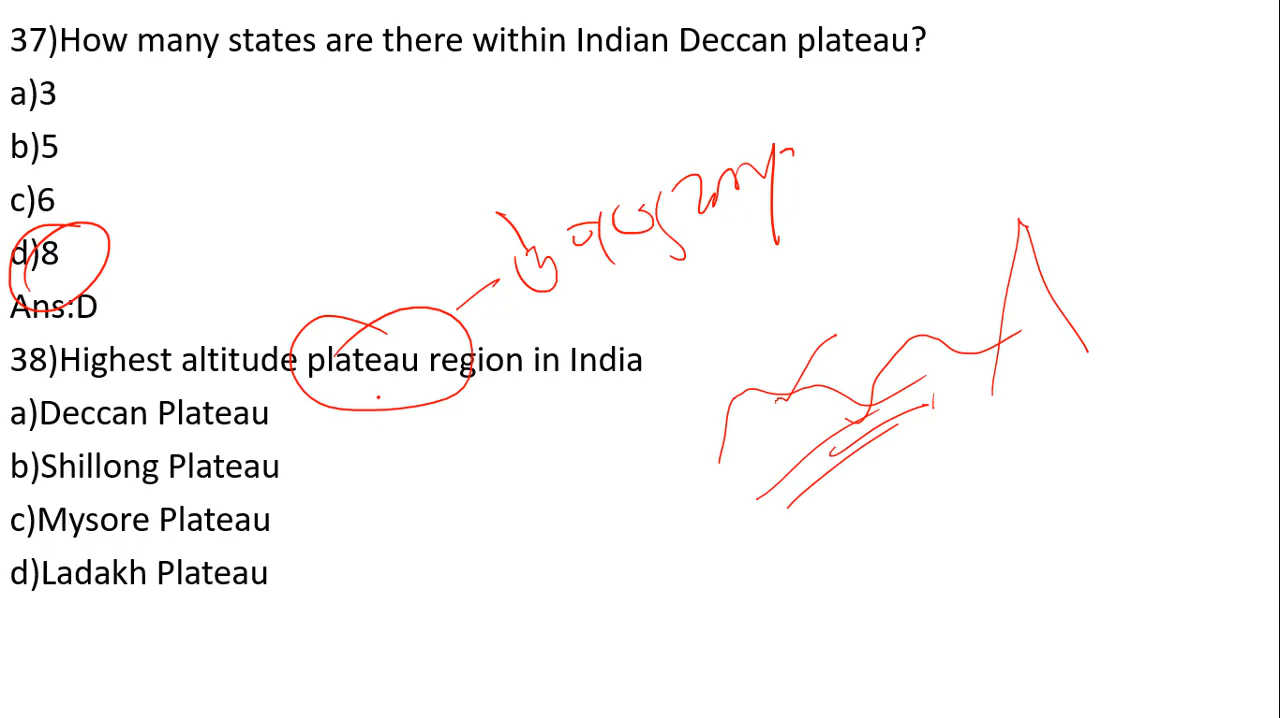 37)How many states are there within Indian Deccan plateau?
a)3
b)5
c)6
d)8
Ans:D
38)Highest altitude plateau region in India
a)Deccan Plateau
b)Shillong Plateau
c)Mysore Plateau
d)Ladakh Plateau